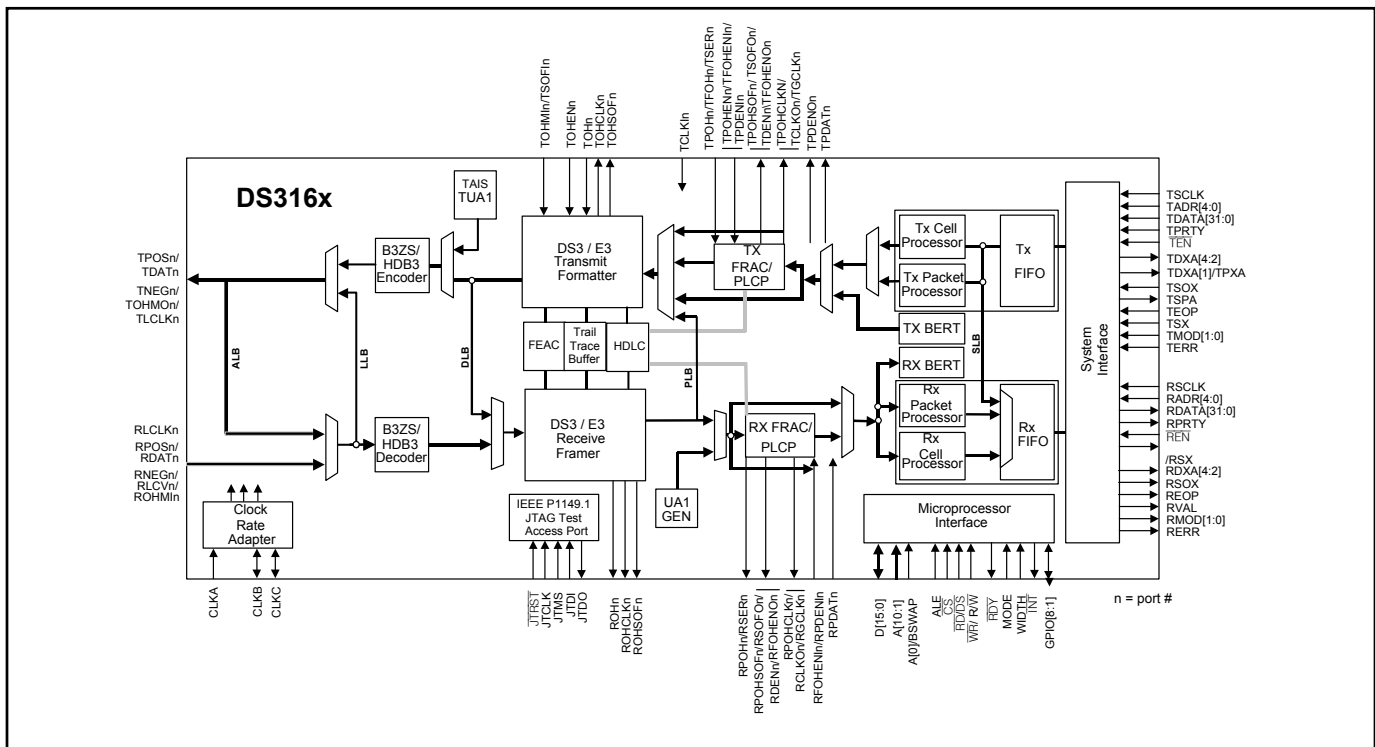 TOHMIn/TSOFIn
TOHENn
TOHn
TOHCLKn
TOHSOFn
TCLKIn
TPOHn/TFOHn/TSERn
TPOHENn/TFOHENIn/
TPDENIn
TPOHSOFn/ TSOFOn/
TDENn\TFOHENOn
TPOHCLKN/
TCLKOn/TGCLKn
TPDENOn
TPDATn
DS316x
TAIS
TUA1
B3ZS/
HDB3
Encoder
DS3 / E3
Transmit
Formatter
TX
FRAC/
PLCP
Tx Cell
Processor
Tx Packet
Processor
Tx
FIFO
TX BERT
RX BERT
System
Interface
TPOSn/
TDATn
TNEGn/
TOHMOn/
TLCLKn
ALB
LLB
DLB
PLB
SLB
FEAC
Trail
Trace
Buffer
HDLC
RLCLKn
RPOSn/
RDATn
RNEGn/
RLCVn/
ROHMIn
B3ZS/
HDB3
Decoder
DS3 / E3
Receive
Framer
RX FRAC/
PLCP
Rx
Packet
Processor
Rx
Cell
Processor
Rx
FIFO
UA1
GEN
Clock
Rate
Adapter
IEEE P1149.1
JTAG Test
Access Port
Microprocessor
Interface
TSCLK
TADR[4:0]
TDATA[31:0]
TPRTY
TEN
TDXA[4:2]
TDXA[1]/TPXA
TSOX
TSPA
TEOP
TSX
TMOD[1:0]
TERR
RSCLK
RADR[4:0]
RDATA[31:0]
RPRTY
REN
/RSX
RDXA[4:2]
RSOX
REOP
RVAL
RMOD[1:0]
RERR
CLKA
CLKB
CLKC
JTRST
JTCLK
JTMS
JTDI
JTDO
ROHn
ROHCLKn
ROHSOFn
RPOHn/RSERn
RPOHSOFn/RSOFOn/
RDENn/RFOHENOn
RPOHCLKn/
RCLKOn/RGCLKn
RFOHENIn/RPDENIn
RPDATn
D[15:0]
A[10:1]
A[0]/BSWAP
ALE
CS
RD/DS
WR/ R/W
RDY
MODE
WIDTH
INT
GPIO[8:1]
n = port #